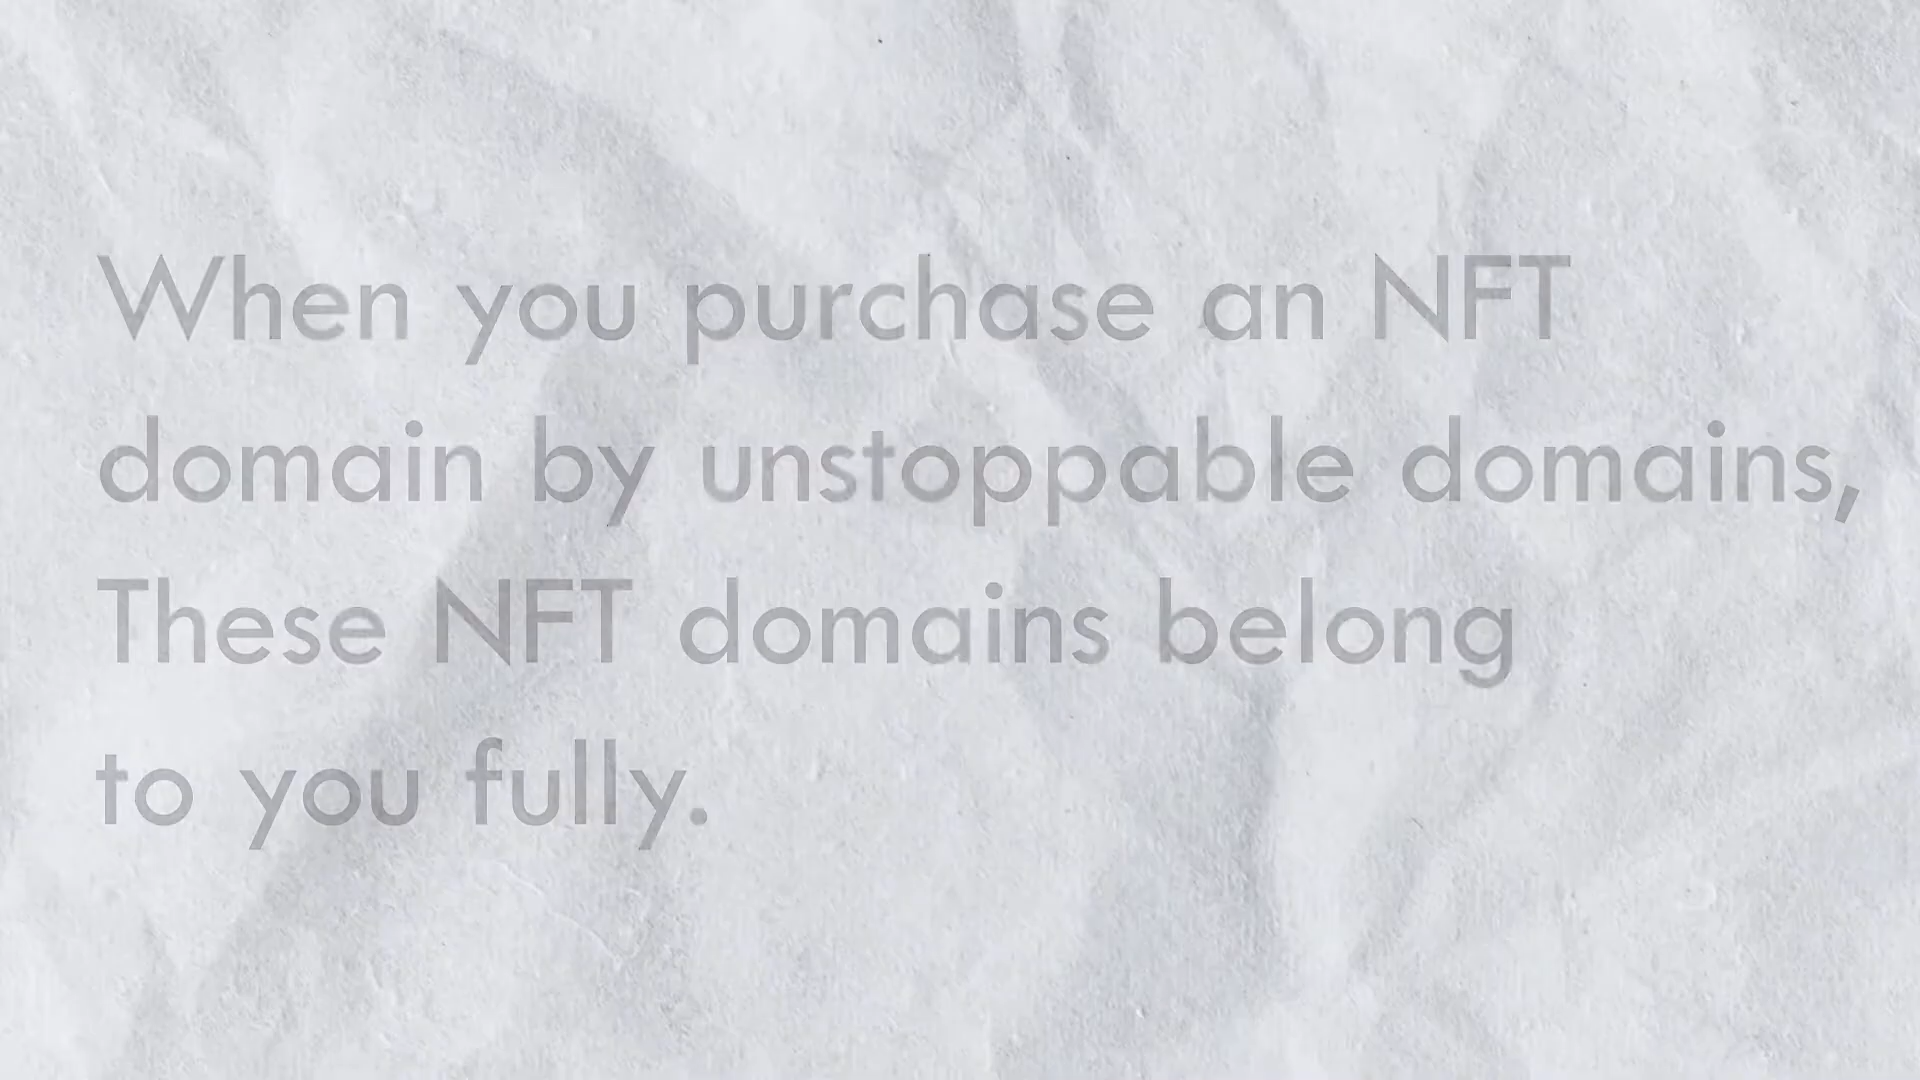 When you purchase an NFT
domain by unstoppable domains,
These NFT domains belong
to you fully.